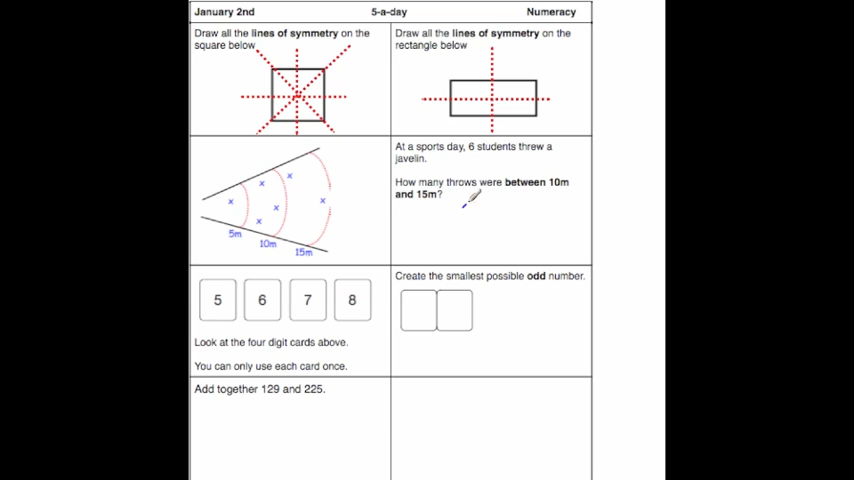 January 2nd 5-a-day Numeracy
Draw all the lines of symmetry on the
square below
Draw all the lines of symmetry on the
rectangle below
x
x
x
x
x
x
5m
10m
15m
At a sports day, 6 students threw a
javelin.
How many throws were between 10m
and 15m?
5 6 7 8
Look at the four digit cards above.
You can only use each card once.
Create the smallest possible odd number.
Add together 129 and 225.